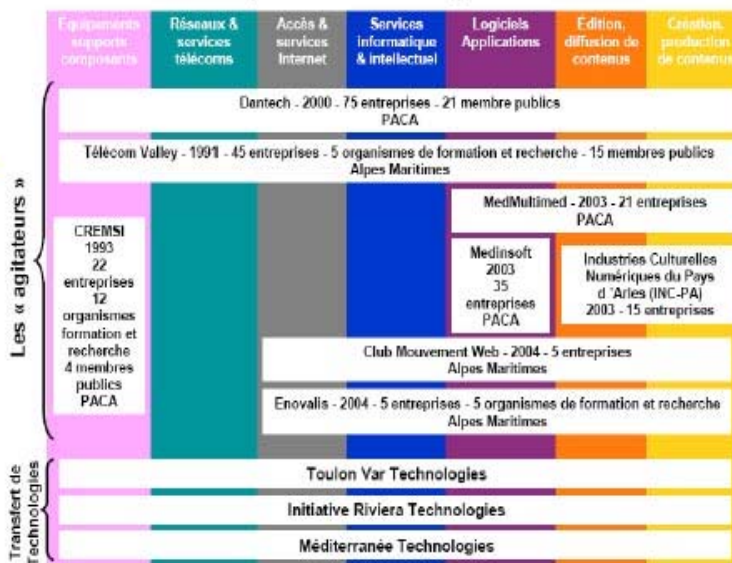 Equipements
supports
composants
Réseaux &
services
télécoms
Accès &
services
Internet
Services
informatique
& intellectuel
Logiciels
Applications
Édition,
diffusion de
contenus
Création,
production
de contenus
Les « agitateurs »
Dantech - 2000 - 75 entreprises - 21 membre publics
PACA
Télécom Valley - 1991 - 45 entreprises - 5 organismes de formation et recherche - 15 membres publics
Alpes Maritimes
MedMultimed - 2003 - 21 entreprises
PACA
CREMSI
1993
22
entreprises
12
organismes
formation et
recherche
4 membres
publics
PACA
Medinsoft
2003
35
entreprises
PACA
Industries Culturelles
Numériques du Pays
d 'Arles (INC-PA)
2003 - 15 entreprises
Club Mouvement Web - 2004 - 5 entreprises
Alpes Maritimes
Enovalis - 2004 - 5 entreprises - 5 organismes de formation et recherche
Alpes Maritimes
Transfert de
Technologies
Toulon Var Technologies
Initiative Riviera Technologies
Méditerranée Technologies